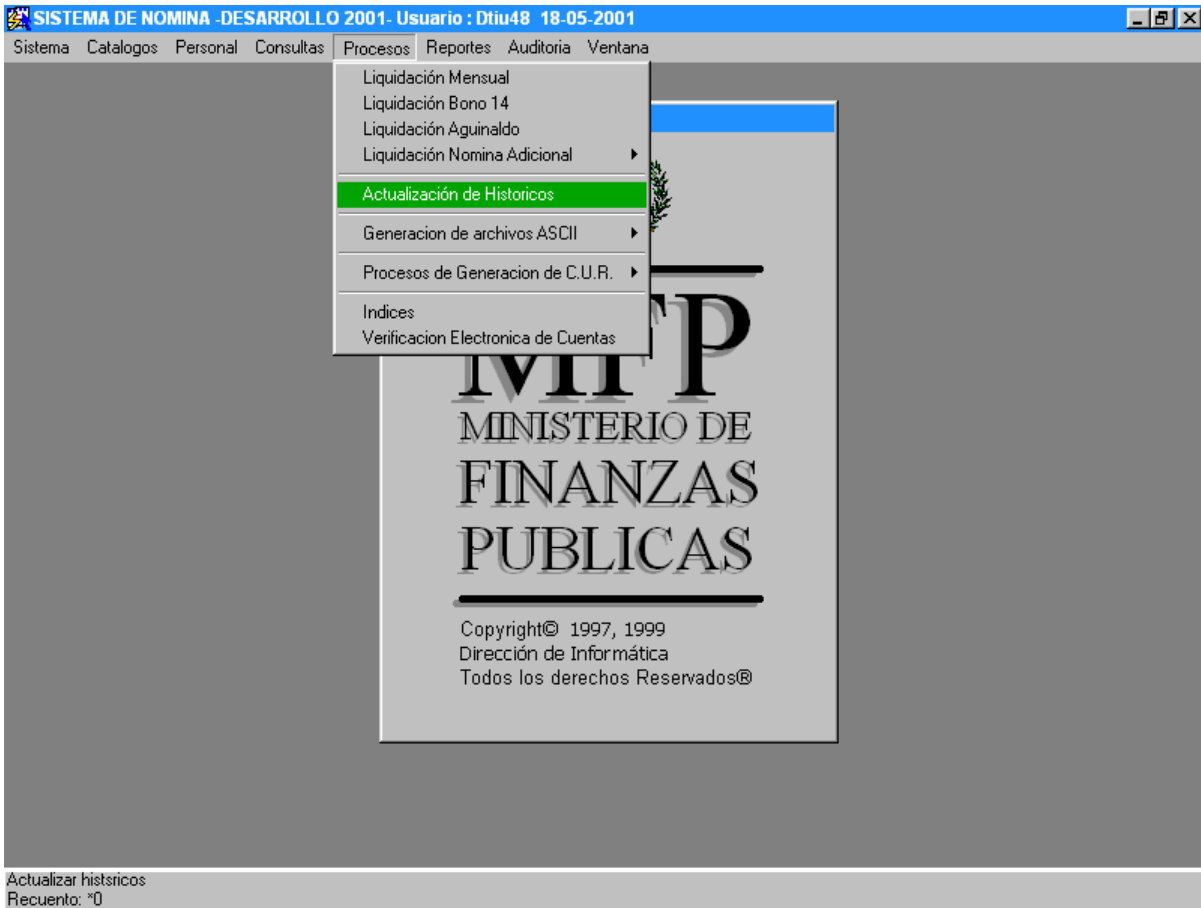 SISTEMA DE NOMINA -DESARROLLO 2001- Usuario : Dtiu48 18-05-2001
Sistema Catalogos Personal Consultas Procesos Reportes Auditoria Ventana
Liquidación Mensual
Liquidación Bono 14
Liquidación Aguinaldo
Liquidación Nomina Adicional
Actualización de Historicos
Generacion de archivos ASCII
Procesos de Generacion de C.U.R.
Indices
Verificacion Electronica de Cuentas
MFP
MINISTERIO DE
FINANZAS
PUBLICAS
Copyright© 1997, 1999
Dirección de Informática
Todos los derechos Reservados®
Actualizar histsricos
Recuento: *0